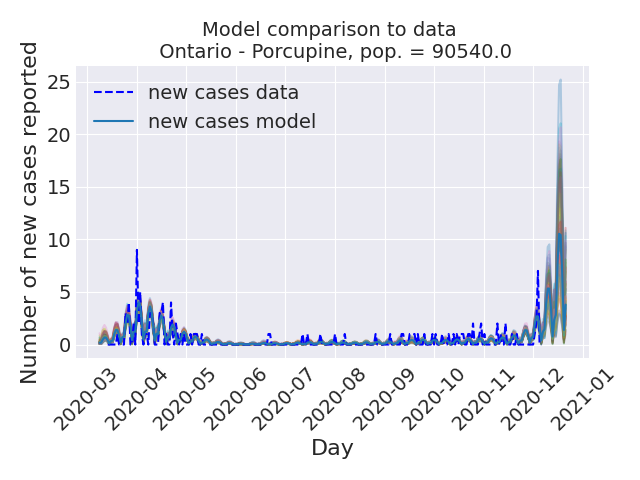 Model comparison to data
Ontario - Porcupine, pop. = 90540.0
Number of new cases reported
25
20
15
10
5
0
new cases data
new cases model
2020-03
2020-04
2020-05
2020-06
2020-07
2020-08
2020-09
2020-10
2020-11
2020-12
2021-01
Day